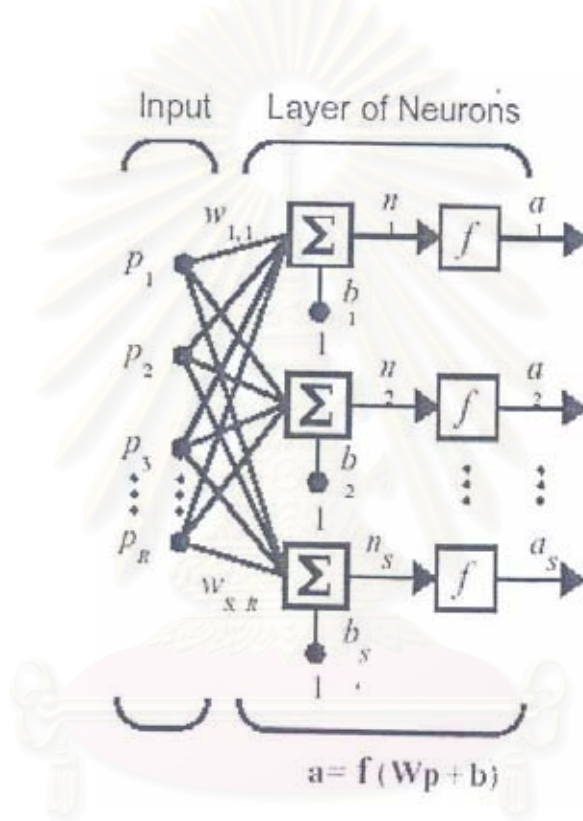 Input Layer of Neurons
w1,1 n1 a1
Σ f
p1
b1
1
p2 n2 a2
Σ f
p3
b2
1
pR nS aS
Σ f
wS,R
bS
1
a = f (Wp + b)